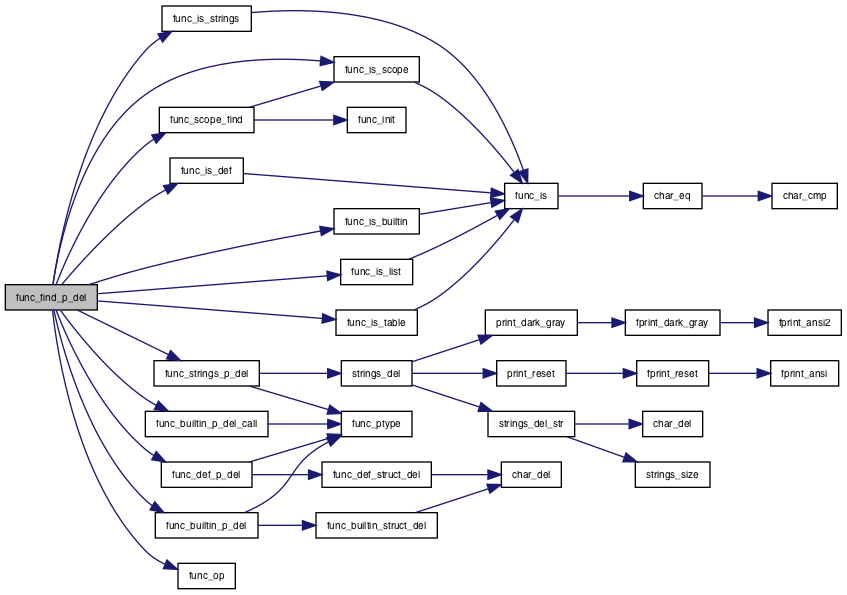 func_is_strings
func_is_scope
func_scope_find
func_init
func_is_def
func_is
char_eq
char_cmp
func_is_builtin
func_is_list
func_find_p_del
func_is_table
print_dark_gray
fprint_dark_gray
fprint_ansi2
func_strings_p_del
strings_del
print_reset
fprint_reset
fprint_ansi
func_builtin_p_del_call
func_ptype
strings_del_str
char_del
func_def_p_del
func_def_struct_del
char_del
strings_size
func_builtin_p_del
func_builtin_struct_del
func_op